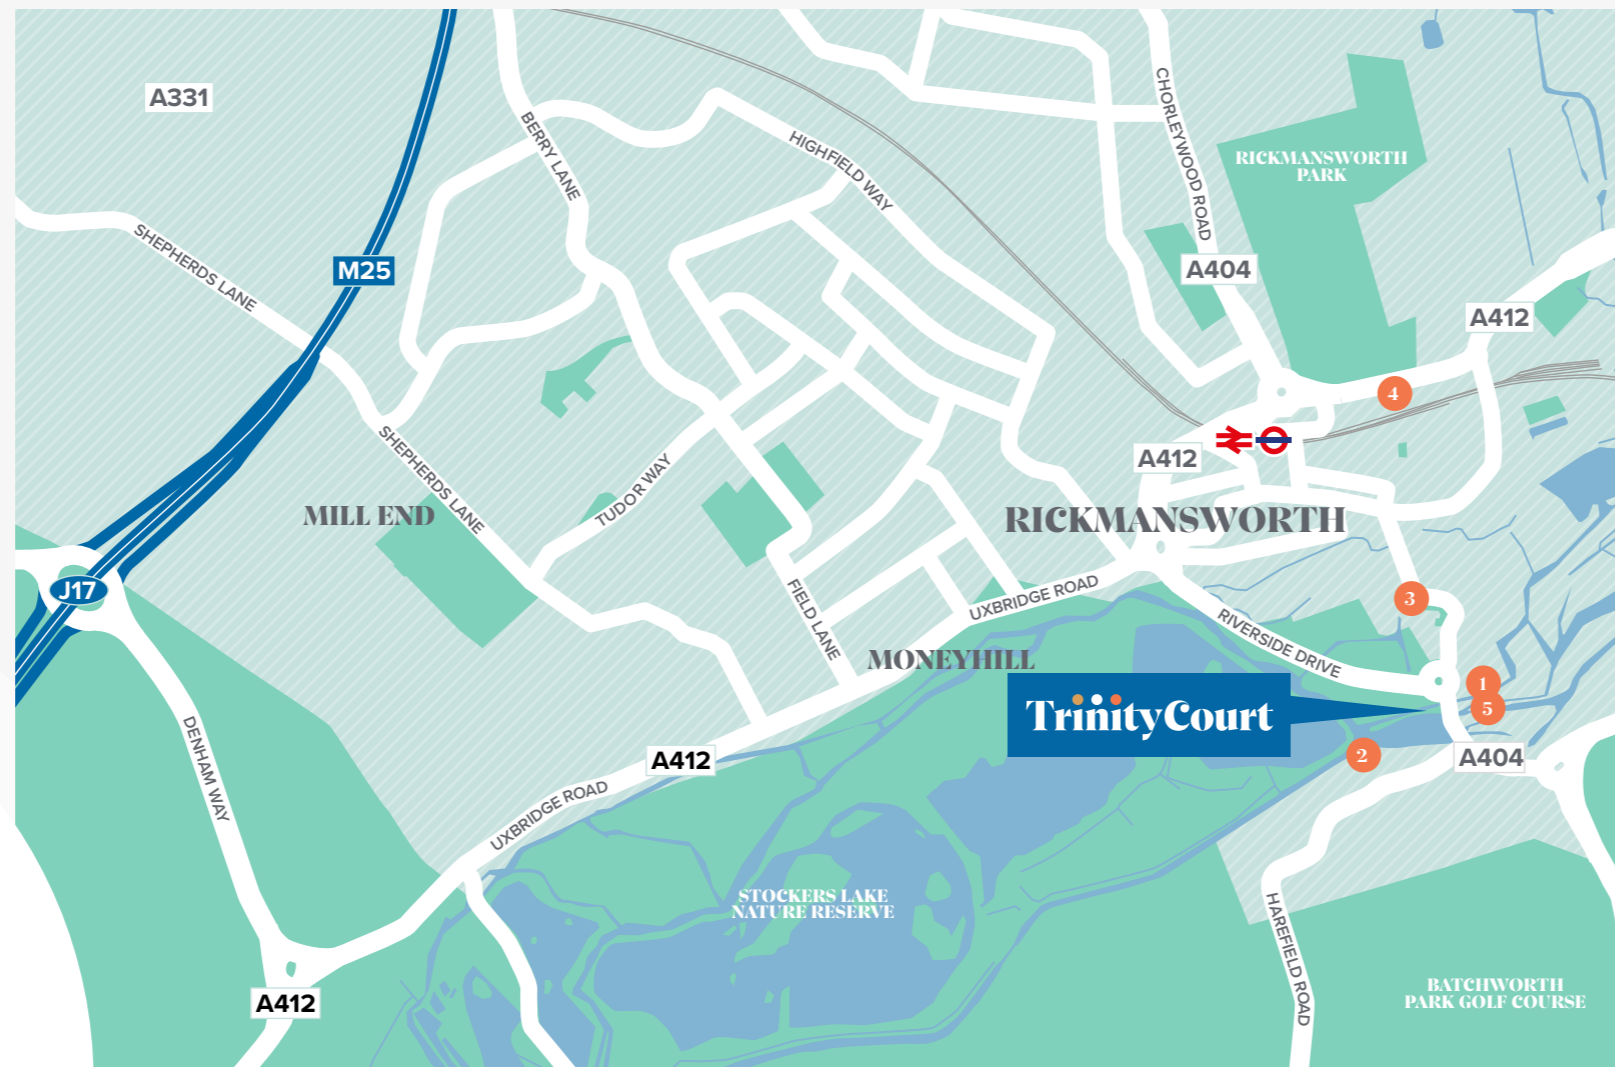 A331
BERRY LANE
HIGHFIELD WAY
CHORLEYWOOD ROAD
RICKMANSWORTH
PARK
SHEPHERDS LANE
M25
A404
A412
4
A412
SHEPHERDS LANE
TUDOR WAY
MILL END
RICKMANSWORTH
J17
FIELD LANE
UXBRIDGE ROAD
3
RIVERSIDE DRIVE
MONEYHILL
1
5
TrinityCourt
DENHAM WAY
A412
2
A404
UXBRIDGE ROAD
STOCKERS LAKE
NATURE RESERVE
HAREFIELD ROAD
A412
BATCHWORTH
PARK GOLF COURSE